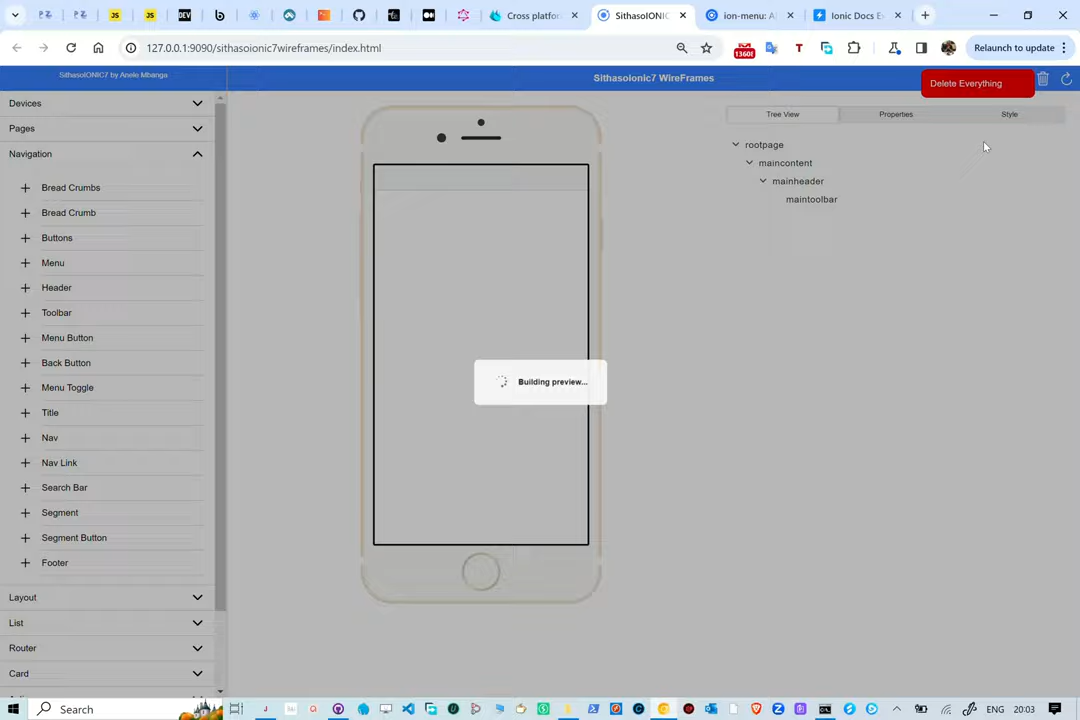 Cross platfor
SithasoIONIC
ion-menu: A
Ionic Docs E
127.0.0.1:9090/sithasoionic7wireframes/index.html
1360!
Relaunch to update
SithasoIONIC7 by Anele Mbanga
SithasoIonic7 WireFrames
Delete Everything
Devices
Pages
Navigation
Bread Crumbs
Bread Crumb
Buttons
Menu
Header
Toolbar
Menu Button
Back Button
Menu Toggle
Title
Nav
Nav Link
Search Bar
Segment
Segment Button
Footer
Layout
List
Router
Card
Building preview...
Tree View
Properties
Style
rootpage
maincontent
mainheader
maintoolbar
Search
ENG
20:03